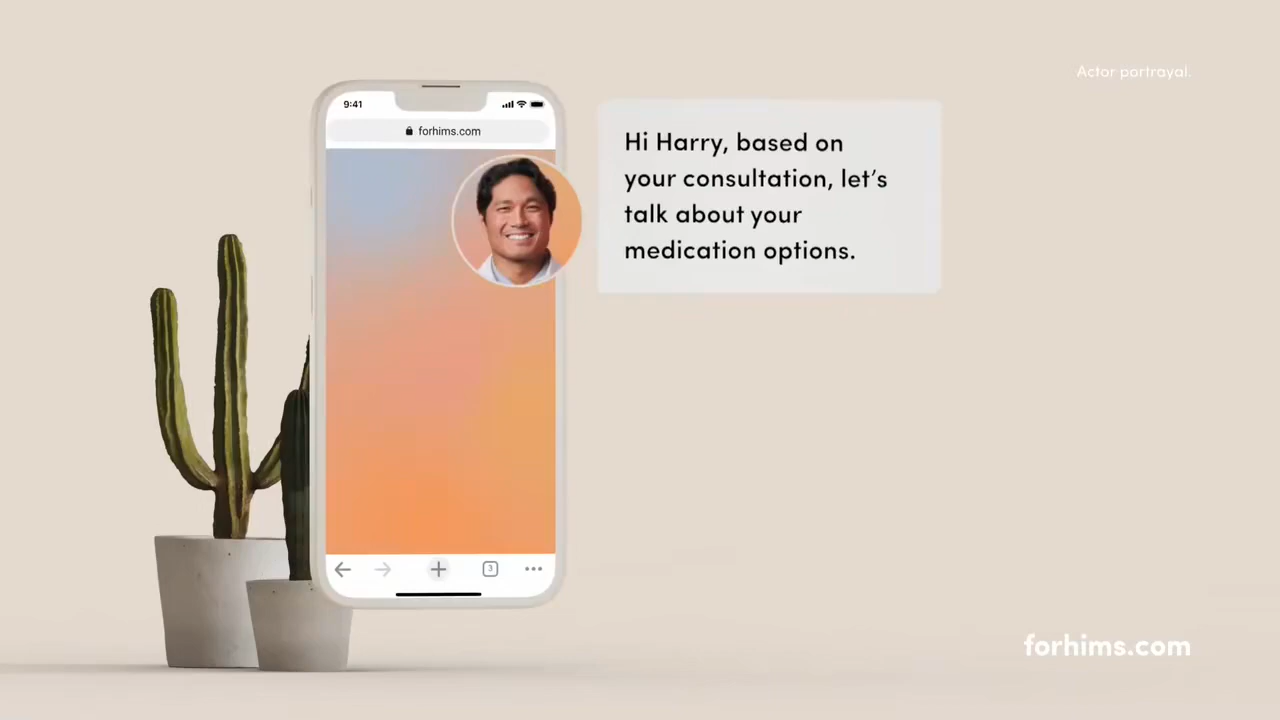 Actor portrayal.
9:41
forhims.com
Hi Harry, based on
your consultation, let's
talk about your
medication options.
3
forhims.com